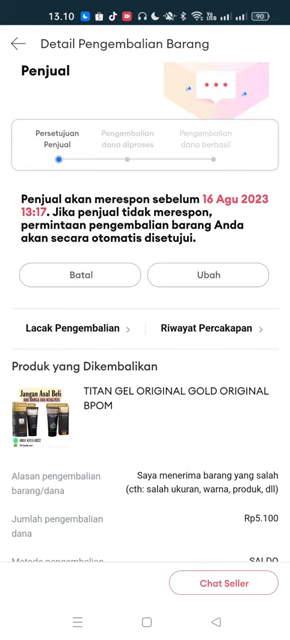 13.10
90
Detail Pengembalian Barang
Penjual
Persetujuan
Penjual
Pengembalian
dana diproses
Pengembalian
dana berhasil
Penjual akan merespon sebelum 16 Agu 2023
13:17. Jika penjual tidak merespon,
permintaan pengembalian barang Anda
akan secara otomatis disetujui.
Batal
Ubah
Lacak Pengembalian
Riwayat Percakapan
Produk yang Dikembalikan
Jangan Asal Beli
TITAN GEL ORIGINAL GOLD ORIGINAL
BPOM
Alasan pengembalian
barang/dana
Saya menerima barang yang salah
(cth: salah ukuran, warna, produk, dll)
Jumlah pengembalian
dana
Rp5.100
Metode pengembalian
SALDO
Chat Seller